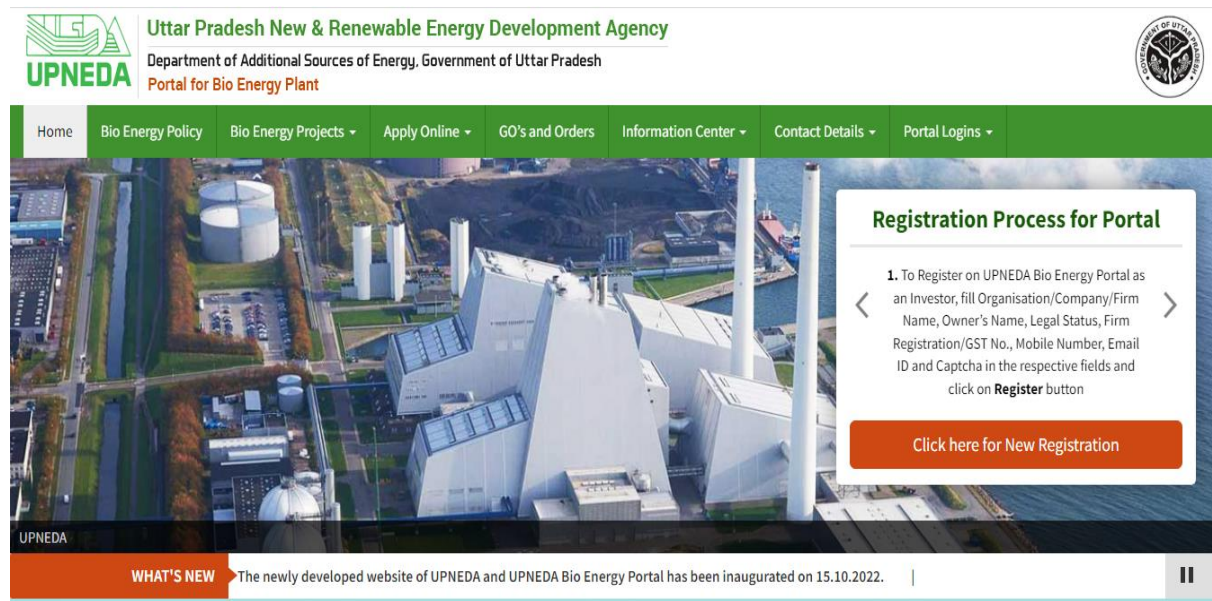 Uttar Pradesh New & Renewable Energy Development Agency
Department of Additional Sources of Energy, Government of Uttar Pradesh
UPNEDA
Portal for Bio Energy Plant
GOVERNMENT OF UTTAR PRADESH
Home Bio Energy Policy Bio Energy Projects Apply Online GO's and Orders Information Center Contact Details Portal Logins
Registration Process for Portal
1. To Register on UPNEDA Bio Energy Portal as
an Investor, fill Organisation/Company/Firm
Name, Owner's Name, Legal Status, Firm
Registration/GST No., Mobile Number, Email
ID and Captcha in the respective fields and
click on Register button
Click here for New Registration
UPNEDA
WHAT'S NEW The newly developed website of UPNEDA and UPNEDA Bio Energy Portal has been inaugurated on 15.10.2022.